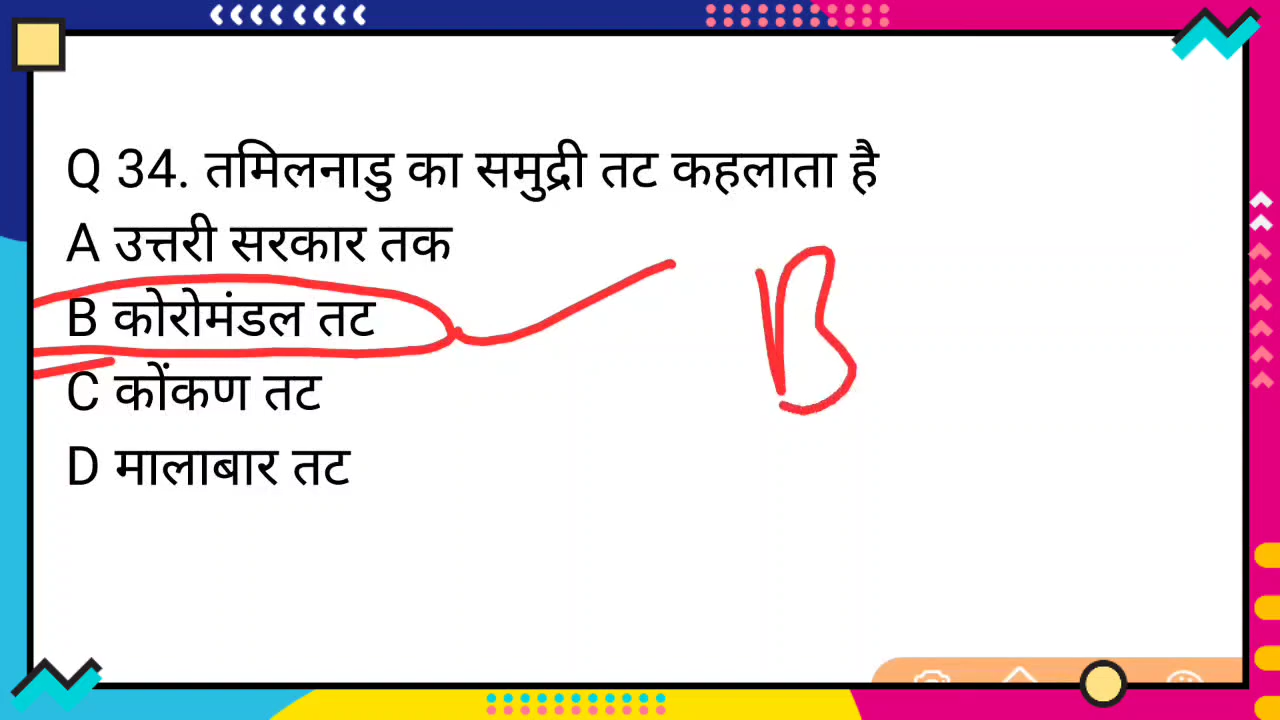 Q 34. तमिलनाडु का समुद्री तट कहलाता है
A उत्तरी सरकार तक
B कोरोमंडल तट
B
C कोंकण तट
D मालाबार तट